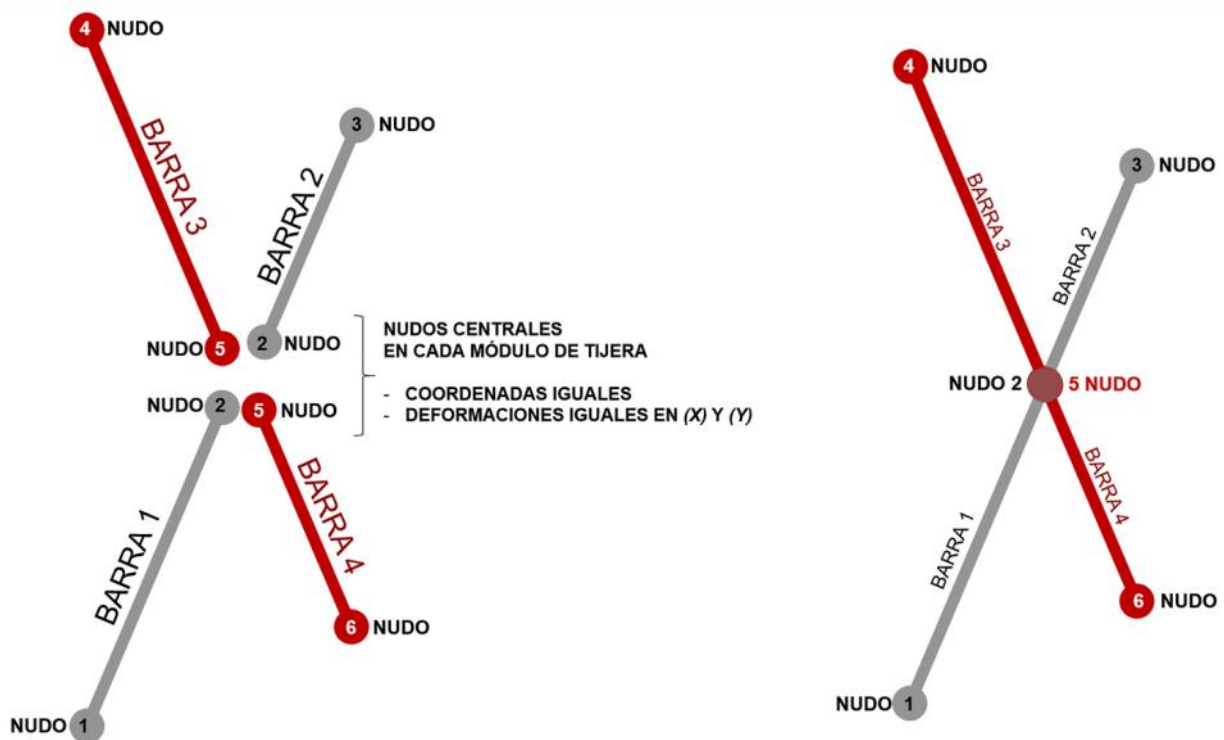 4 NUDO
BARRA 3
3 NUDO
BARRA 2
NUDO 5
2 NUDO
NUDO 2
5 NUDO
NUDOS CENTRALES
EN CADA MÓDULO DE TIJERA
- COORDENADAS IGUALES
- DEFORMACIONES IGUALES EN (X) Y (Y)
BARRA 1
BARRA 4
6 NUDO
NUDO 1
4 NUDO
BARRA 3
3 NUDO
BARRA 2
NUDO 2
5 NUDO
BARRA 1
BARRA 4
6 NUDO
NUDO 1